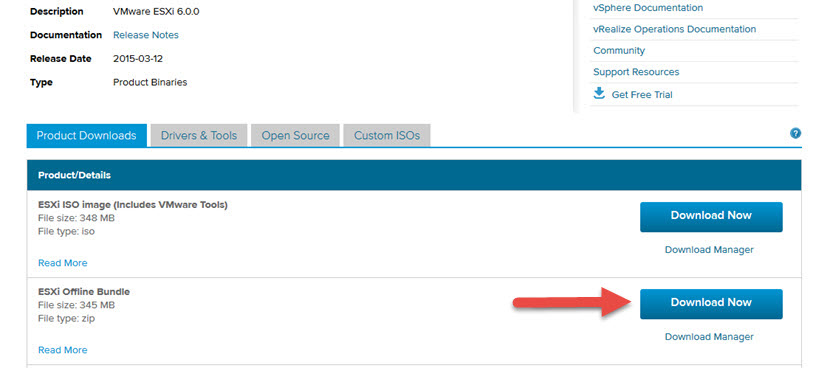 Description VMware ESXi 6.0.0
Documentation Release Notes
Release Date 2015-03-12
Type Product Binaries
vSphere Documentation
vRealize Operations Documentation
Community
Support Resources
Get Free Trial
Product Downloads Drivers & Tools Open Source Custom ISOs ?
Product/Details
ESXi ISO image (Includes VMware Tools)
File size: 348 MB
File type: iso
Read More
Download Now
Download Manager
ESXi Offline Bundle
File size: 345 MB
File type: zip
Read More
Download Now
Download Manager